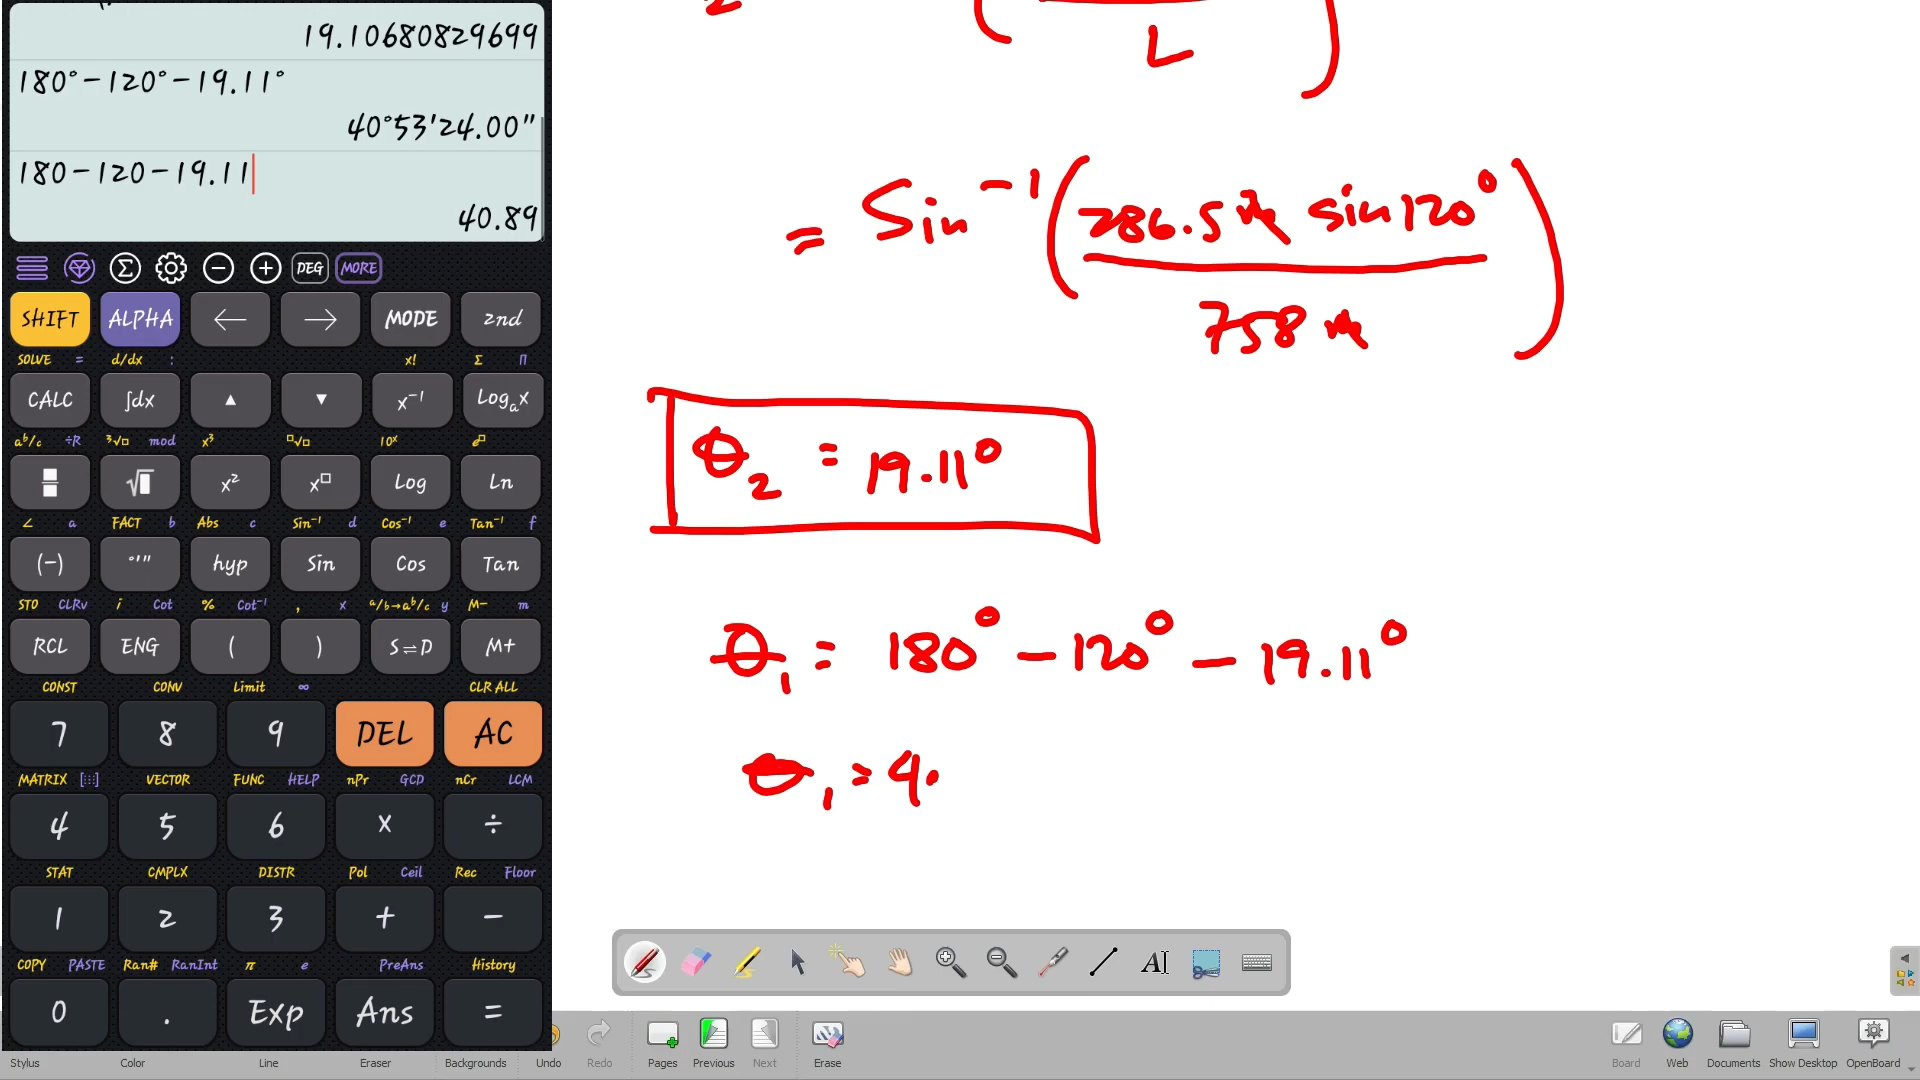 19.10680829699
180°-120°-19.11°
40°53'24.00"
180-120-19.11
40.89
DEG MORE
SHIFT ALPHA ← → MODE 2nd
SOLVE = d/dx : x! Σ Π
CALC ∫dx ▲ ▼ x⁻¹ Logₐx
a b/c ÷R ³√□ mod x³ □√□ 10ˣ e□
√ x² x□ Log Ln
∠ a FACT b Abs c Sin⁻¹ d Cos⁻¹ e Tan⁻¹ f
(-) °'" hyp Sin Cos Tan
STO CLRv i Cot % Cot⁻¹ , x a/b→a b/c y M- m
RCL ENG ( ) S⇌D M+
CONST CONV Limit ∞ CLR ALL
7 8 9 DEL AC
MATRIX [:::] VECTOR FUNC HELP nPr GCD nCr LCM
4 5 6 × ÷
STAT CMPLX DISTR Pol Ceil Rec Floor
1 2 3 + -
COPY PASTE Ran# RanInt π e PreAns History
0 . Exp Ans =
2 ( L )
= Sin⁻¹ ( 286.5 m sin 120°
758 m )
θ₂ = 19.11°
θ₁ = 180° - 120° - 19.11°
θ₁ = 4.
Stylus Color Line Eraser Backgrounds Undo Redo Pages Previous Next Erase Board Web Documents Show Desktop OpenBoard